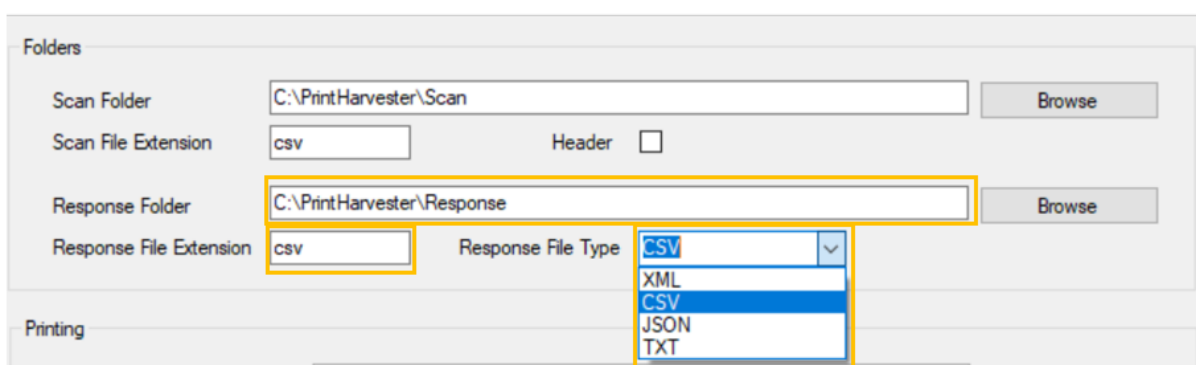 Folders
Scan Folder C:\PrintHarvester\Scan Browse
Scan File Extension csv Header
Response Folder C:\PrintHarvester\Response Browse
Response File Extension csv Response File Type CSV
XML
CSV
JSON
TXT
Printing